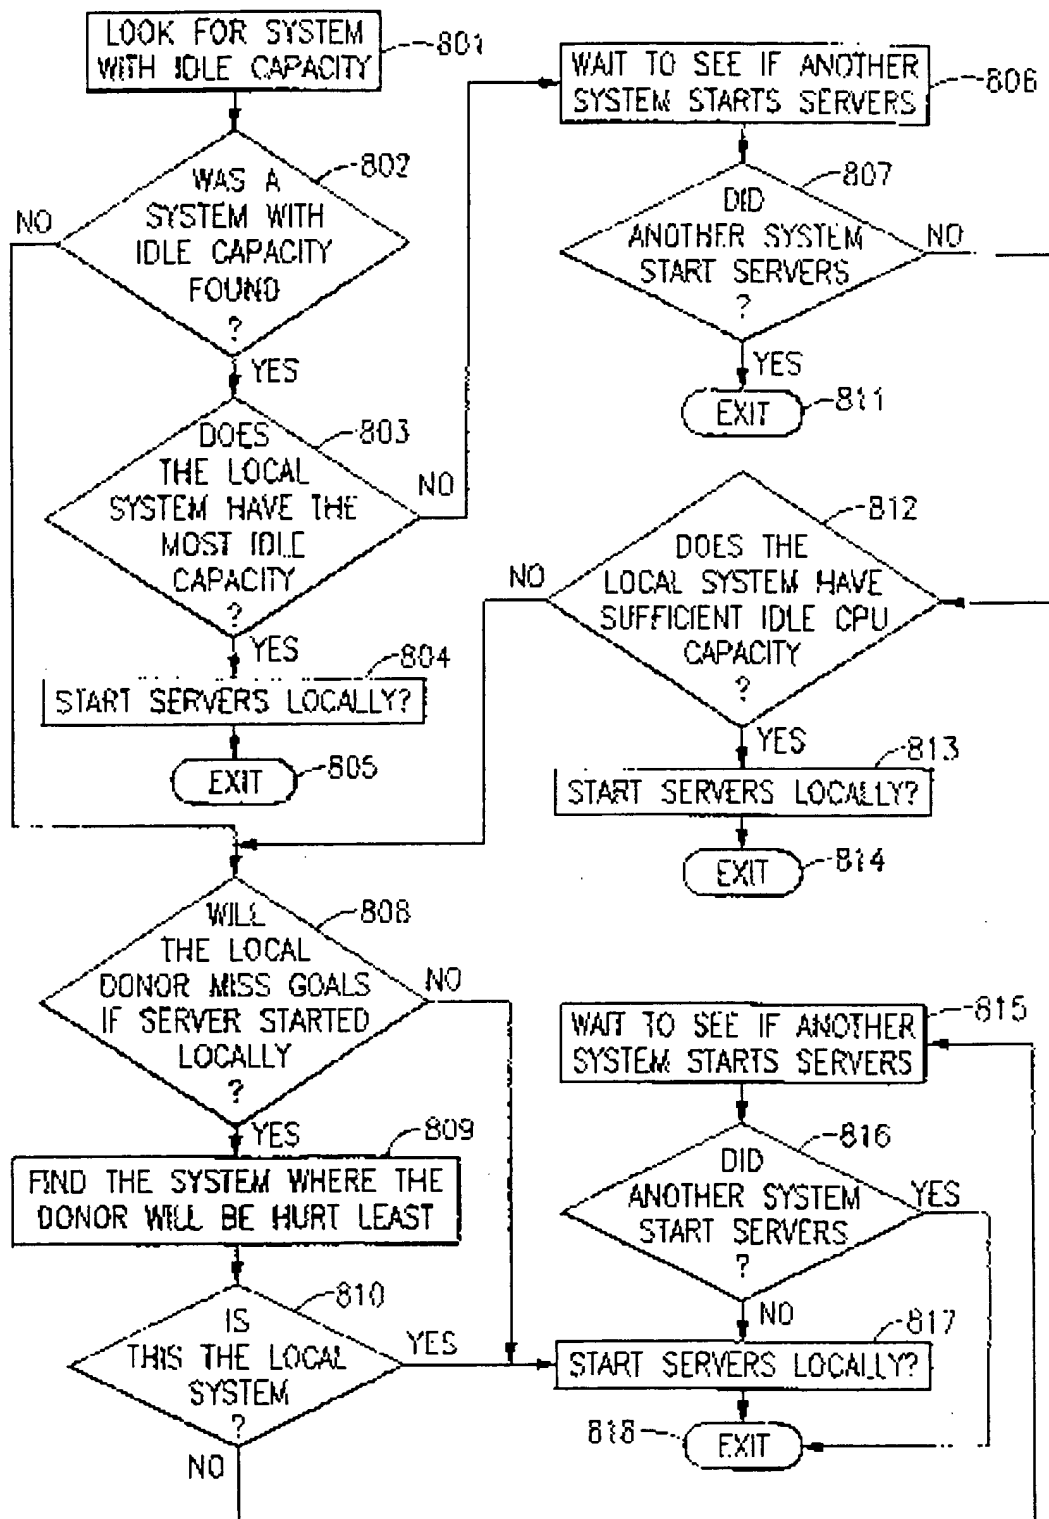 LOOK FOR SYSTEM
WITH IDLE CAPACITY
801
WAS A
SYSTEM WITH
IDLE CAPACITY
FOUND
?
802
NO
YES
DOES
THE LOCAL
SYSTEM HAVE THE
MOST IDLE
CAPACITY
?
803
NO
YES
START SERVERS LOCALLY?
804
EXIT
805
WAIT TO SEE IF ANOTHER
SYSTEM STARTS SERVERS
806
DID
ANOTHER SYSTEM
START SERVERS
?
807
NO
YES
EXIT
811
DOES THE
LOCAL SYSTEM HAVE
SUFFICIENT IDLE CPU
CAPACITY
?
812
NO
YES
START SERVERS LOCALLY?
813
EXIT
814
WILL
THE LOCAL
DONOR MISS GOALS
IF SERVER STARTED
LOCALLY
?
808
NO
YES
FIND THE SYSTEM WHERE THE
DONOR WILL BE HURT LEAST
809
IS
THIS THE LOCAL
SYSTEM
?
810
YES
NO
WAIT TO SEE IF ANOTHER
SYSTEM STARTS SERVERS
815
DID
ANOTHER SYSTEM
START SERVERS
?
816
YES
NO
START SERVERS LOCALLY?
817
EXIT
818